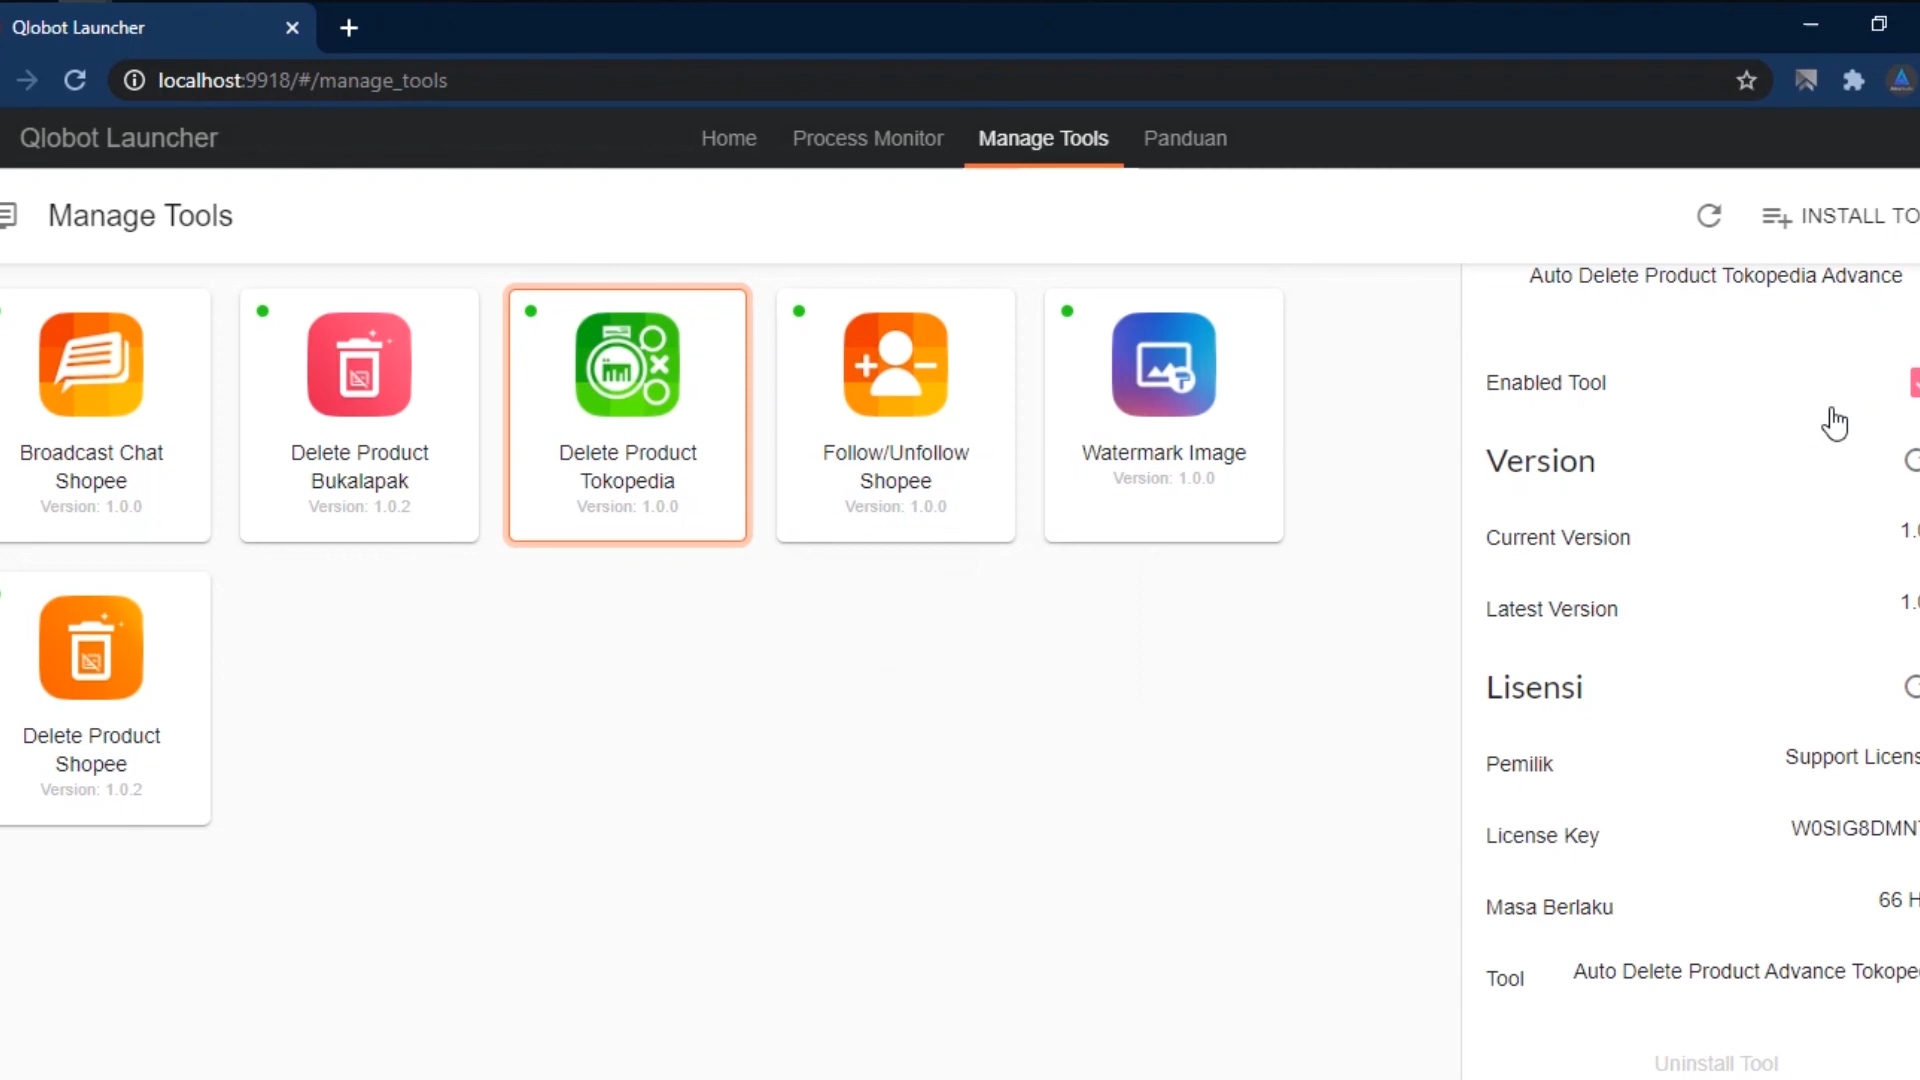 Qlobot Launcher
localhost:9918/#/manage_tools
Qlobot Launcher
Home
Process Monitor
Manage Tools
Panduan
Manage Tools
INSTALL TO
Broadcast Chat
Shopee
Version: 1.0.0
Delete Product
Bukalapak
Version: 1.0.2
Delete Product
Tokopedia
Version: 1.0.0
Follow/Unfollow
Shopee
Version: 1.0.0
Watermark Image
Version: 1.0.0
Delete Product
Shopee
Version: 1.0.2
Auto Delete Product Tokopedia Advance
Enabled Tool
Version
Current Version 1.0
Latest Version 1.0
Lisensi
Pemilik Support Licens
License Key W0SIG8DMN
Masa Berlaku 66 H
Tool Auto Delete Product Advance Tokope
Uninstall Tool